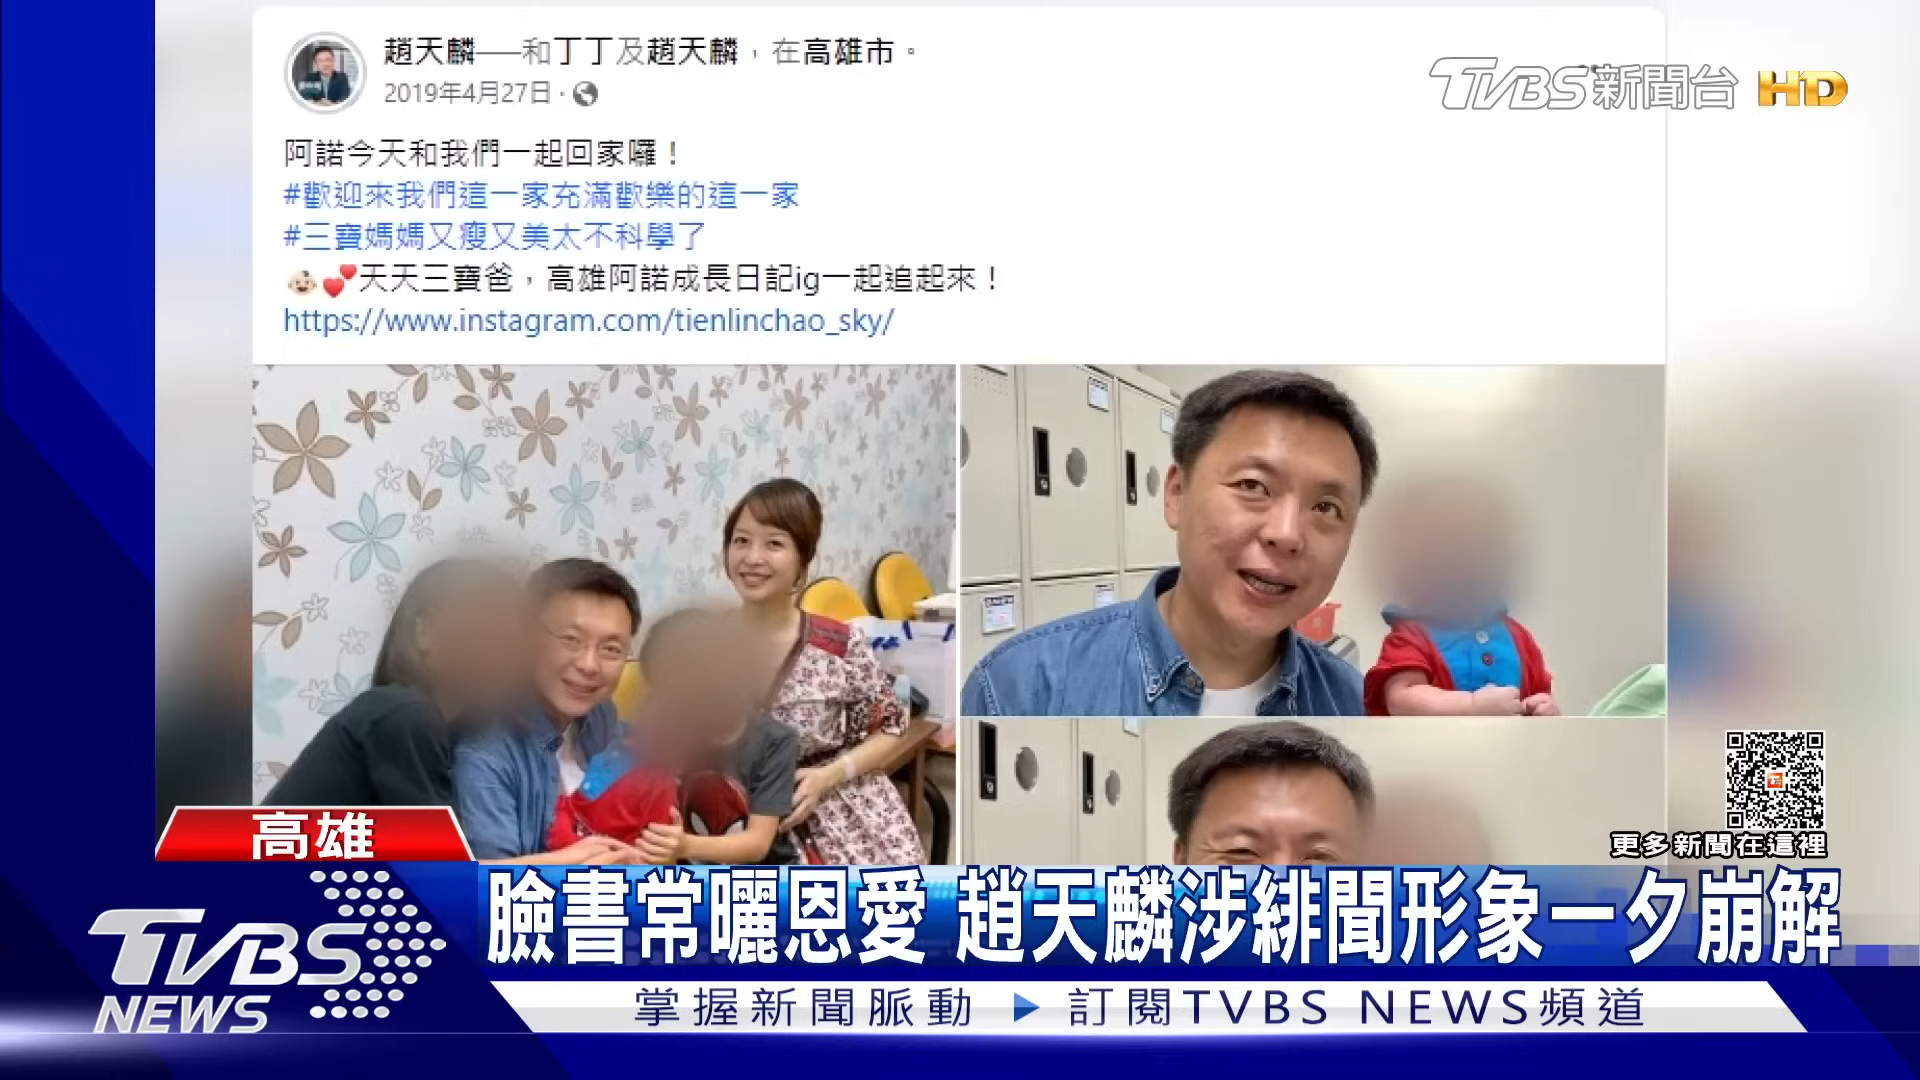 趙天麟——和丁丁及趙天麟，在高雄市。
2019年4月27日·
TVBS新聞台 HD
阿諾今天和我們一起回家囉！
#歡迎來我們這一家充滿歡樂的這一家
#三寶媽媽又瘦又美太不科學了
天天三寶爸，高雄阿諾成長日記ig一起追起來！
https://www.instagram.com/tienlinchao_sky/
更多新聞在這裡
高雄
臉書常曬恩愛 趙天麟涉緋聞形象一夕崩解
TVBS
NEWS
掌握新聞脈動 ▶ 訂閱TVBS NEWS頻道